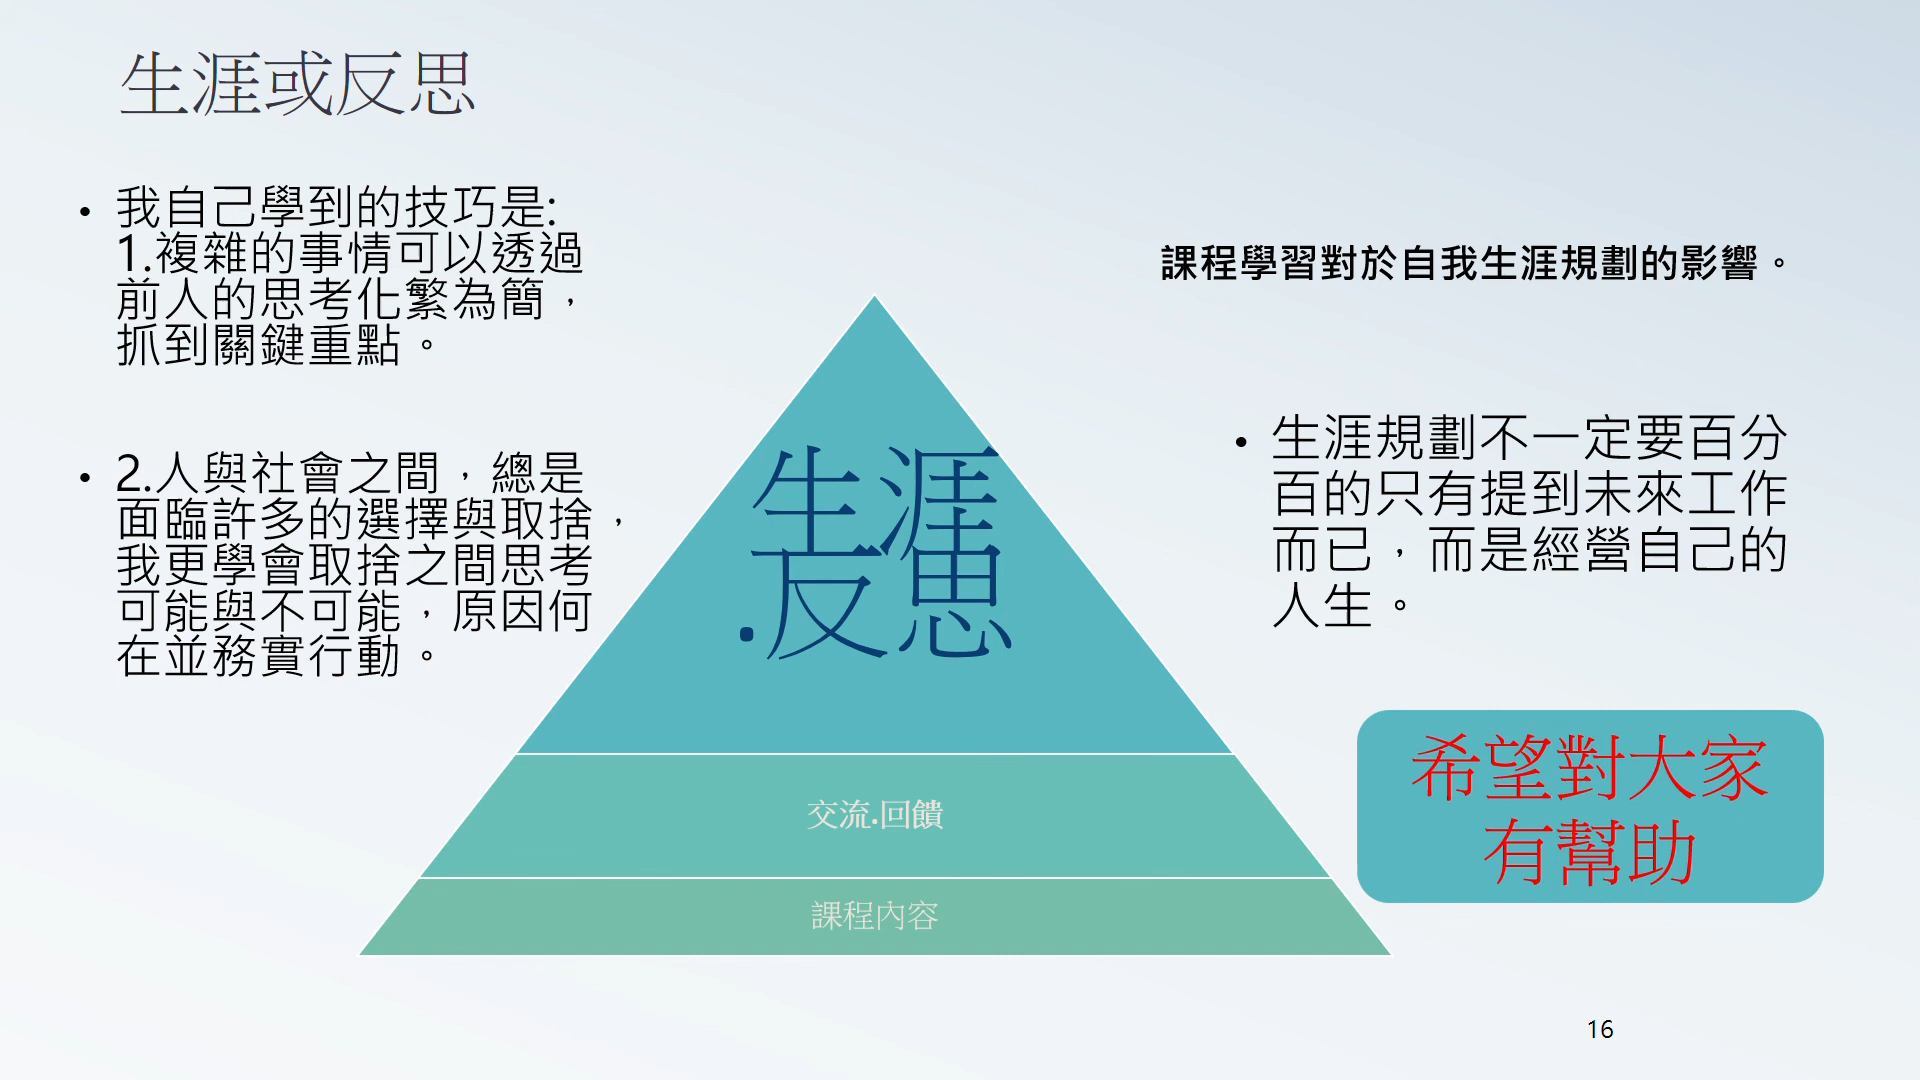 生涯或反思
• 我自己學到的技巧是:
1.複雜的事情可以透過
前人的思考化繁為簡，
抓到關鍵重點。
• 2.人與社會之間，總是
面臨許多的選擇與取捨，
我更學會取捨之間思考
可能與不可能，原因何
在並務實行動。
生涯
.反思
交流.回饋
課程內容
課程學習對於自我生涯規劃的影響。
• 生涯規劃不一定要百分
百的只有提到未來工作
而已，而是經營自己的
人生。
希望對大家
有幫助
16